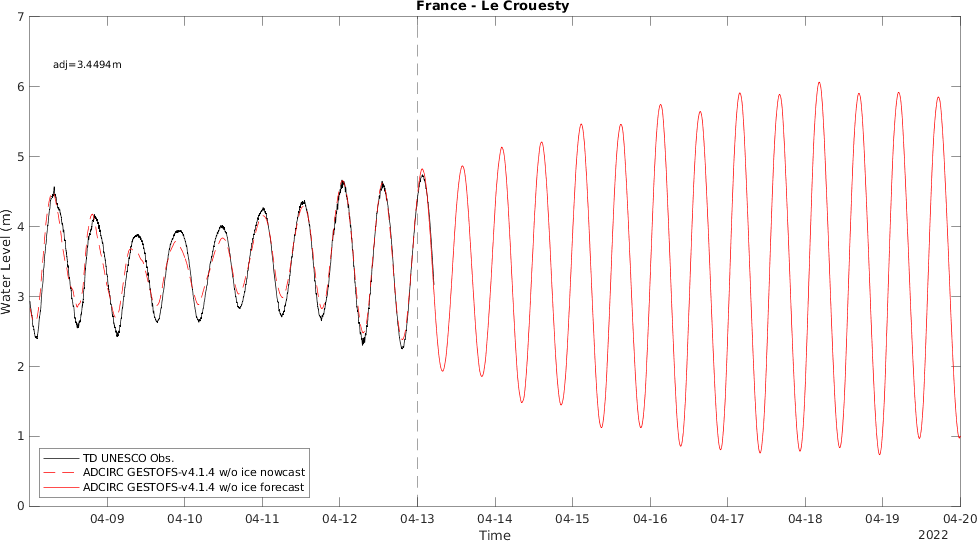 France - Le Crouesty
7
adj=3.4494m
6
5
4
3
2
1
0
Water Level (m)
TD UNESCO Obs.
ADCIRC GESTOFS-v4.1.4 w/o ice nowcast
ADCIRC GESTOFS-v4.1.4 w/o ice forecast
04-09 04-10 04-11 04-12 04-13 04-14 04-15 04-16 04-17 04-18 04-19 04-20
Time
2022